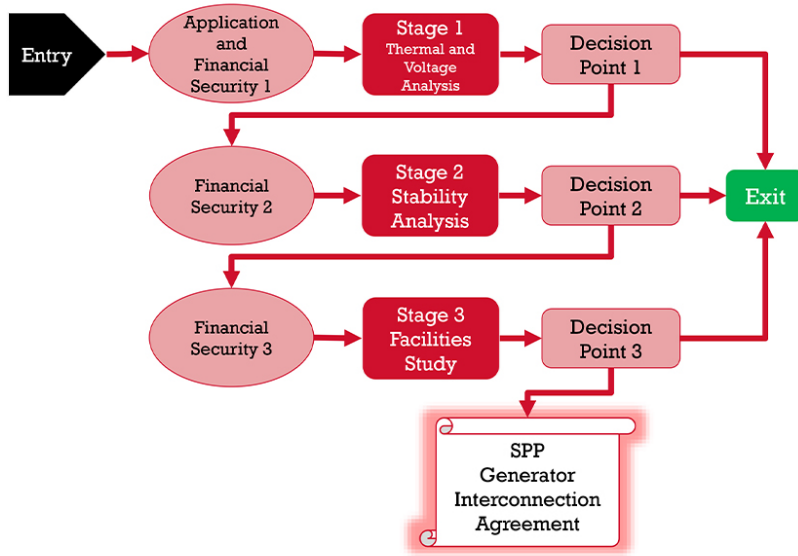 Entry
Application
and
Financial
Security 1
Stage 1
Thermal and
Voltage
Analysis
Decision
Point 1
Financial
Security 2
Stage 2
Stability
Analysis
Decision
Point 2
Exit
Financial
Security 3
Stage 3
Facilities
Study
Decision
Point 3
SPP
Generator
Interconnection
Agreement